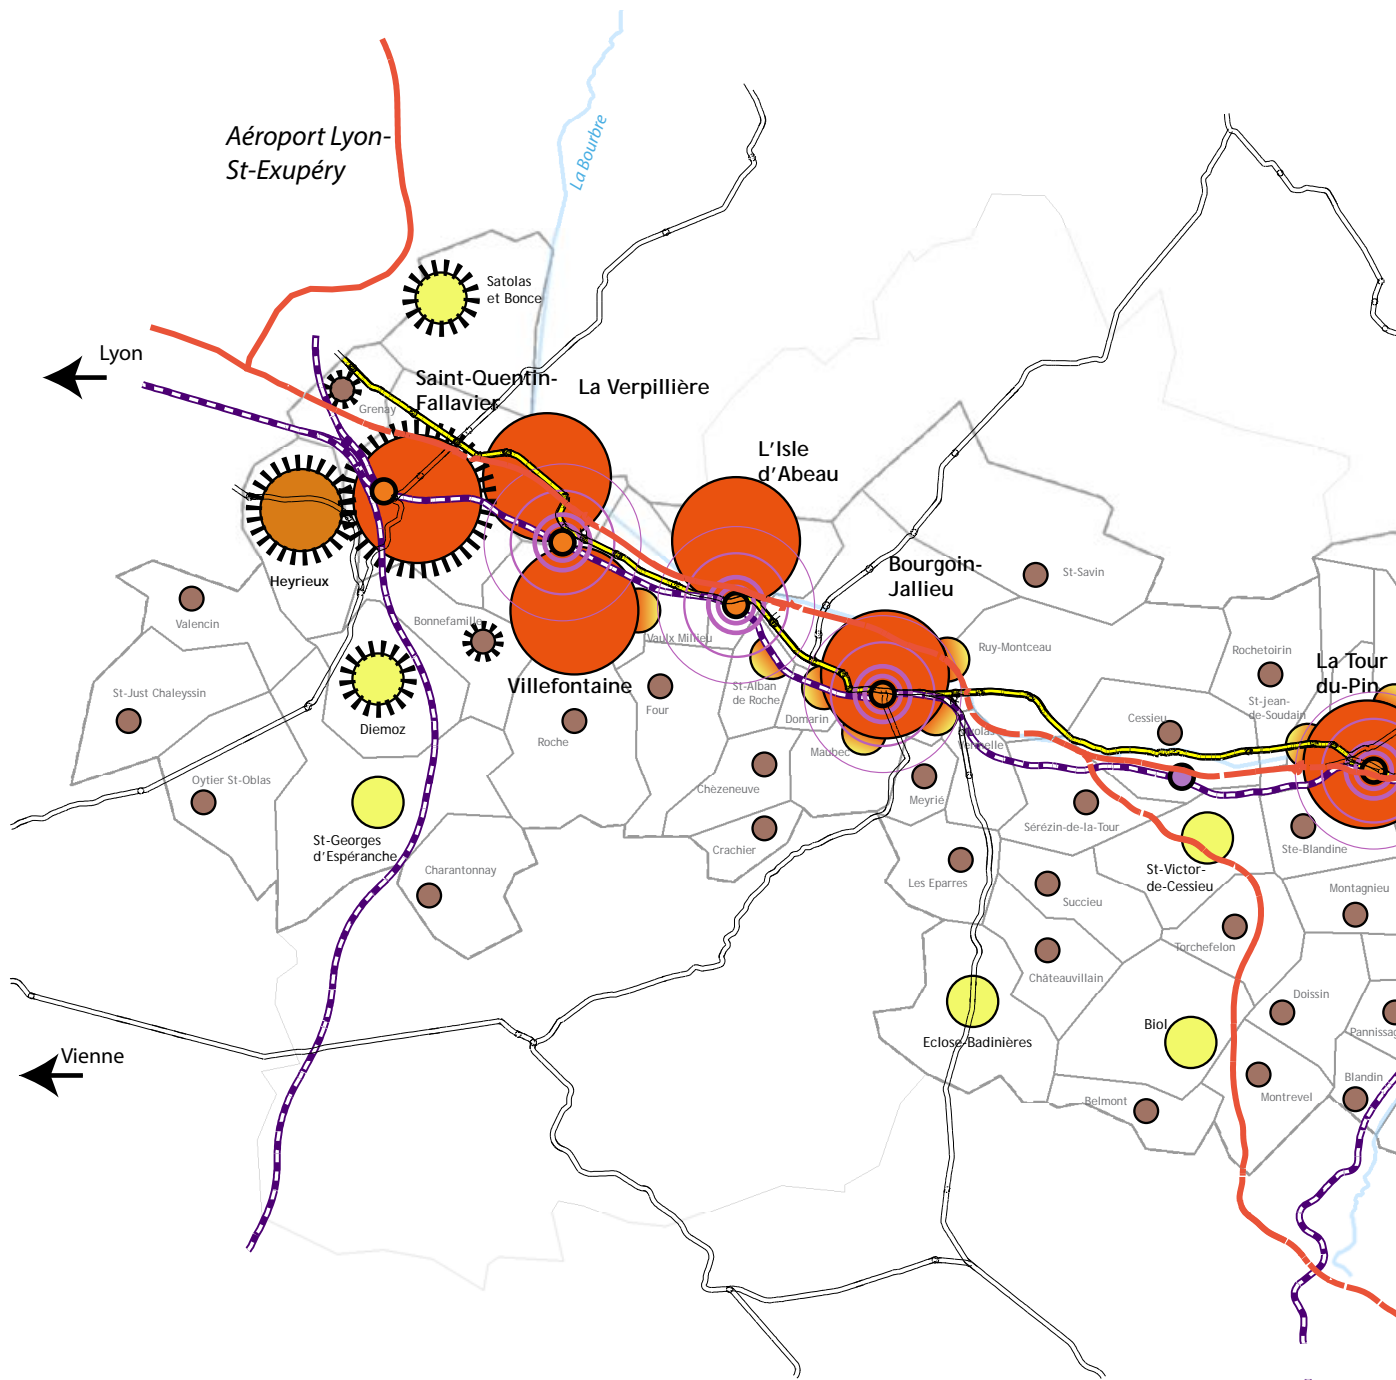 Aéroport Lyon-
St-Exupéry
La Bourbre
Satolas
et Bonce
Lyon
Saint-Quentin-
Fallavier
La Verpillière
Grenay
L'Isle
d'Abeau
Heyrieux
Bourgoin-
Jallieu
St-Savin
Valencin
Bonnefamille
Vaulx Millieu
Ruy-Montceau
Rochetoirin
La Tour
du-Pin
St-Just Chaleyssin
Villefontaine
Four
St-Alban
de Roche
Domarin
St-jean-
de-Soudain
Diemoz
Roche
Maubec
Cessieu
Oytier St-Oblas
Chèzeneuve
Meyrié
Sérézin-de-la-Tour
St-Georges
d'Espéranche
Crachier
Ste-Blandine
Charantonnay
Les Eparres
Succieu
St-Victor-
de-Cessieu
Montagnieu
Torchefelon
Châteauvillain
Doissin
Biol
Eclose-Badinières
Pannissag
Vienne
Blandin
Belmont
Montrevel